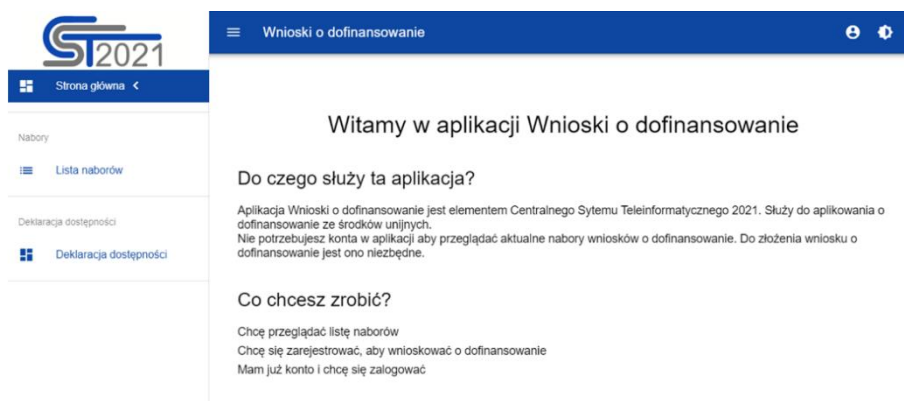 CST2021
Wnioski o dofinansowanie
Strona główna
Nabory
Lista naborów
Deklaracja dostępności
Deklaracja dostępności
Witamy w aplikacji Wnioski o dofinansowanie
Do czego służy ta aplikacja?
Aplikacja Wnioski o dofinansowanie jest elementem Centralnego Sytemu Teleinformatycznego 2021. Służy do aplikowania o
dofinansowanie ze środków unijnych.
Nie potrzebujesz konta w aplikacji aby przeglądać aktualne nabory wniosków o dofinansowanie. Do złożenia wniosku o
dofinansowanie jest ono niezbędne.
Co chcesz zrobić?
Chcę przeglądać listę naborów
Chcę się zarejestrować, aby wnioskować o dofinansowanie
Mam już konto i chcę się zalogować